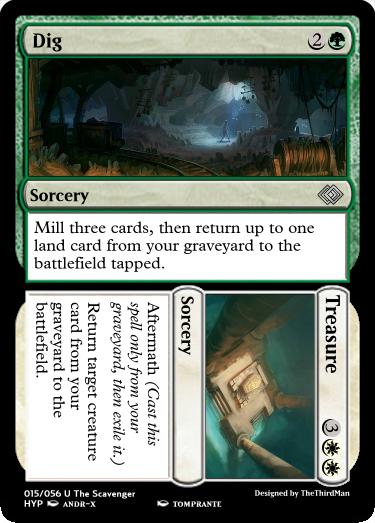 Dig 2
Sorcery
Mill three cards, then return up to one
land card from your graveyard to the
battlefield tapped.
Treasure 3
Sorcery
Aftermath (Cast this
spell only from your
graveyard, then exile it.)
Return target creature
card from your
graveyard to the
battlefield.
015/056 U The Scavenger
HYP ANDR-X
TOMPRANTE
Designed by TheThirdMan